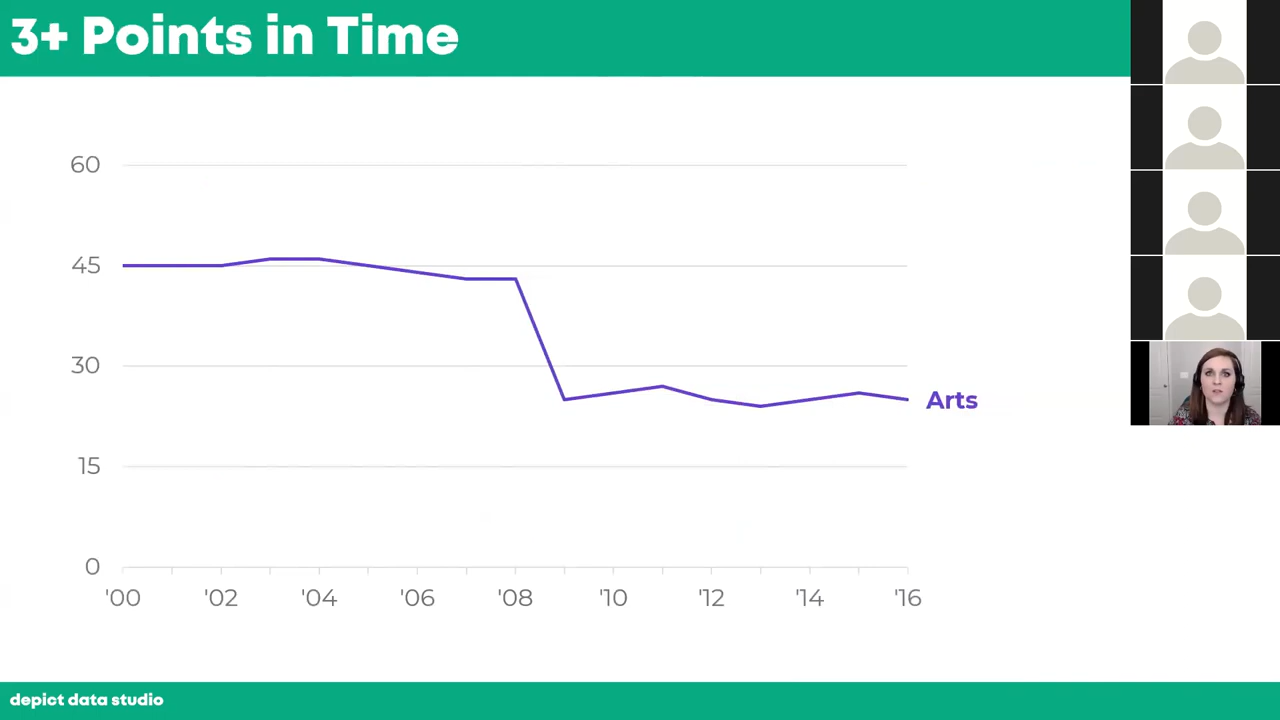 3+ Points in Time
60
45
30
15
0
Arts
'00 '02 '04 '06 '08 '10 '12 '14 '16
depict data studio